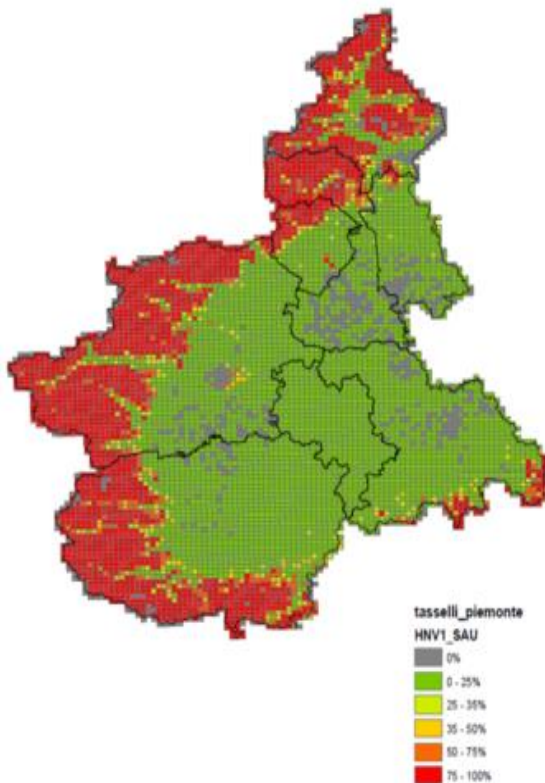 tasselli_piemonte
HNV1_SAU
0%
0 - 25%
25 - 35%
35 - 50%
50 - 75%
75 - 100%